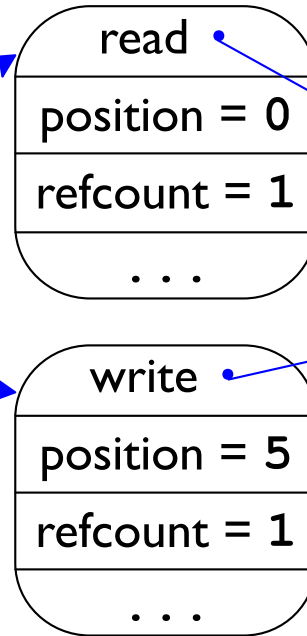 read
position = 0
refcount = 1
. . .
write
position = 5
refcount = 1
. . .